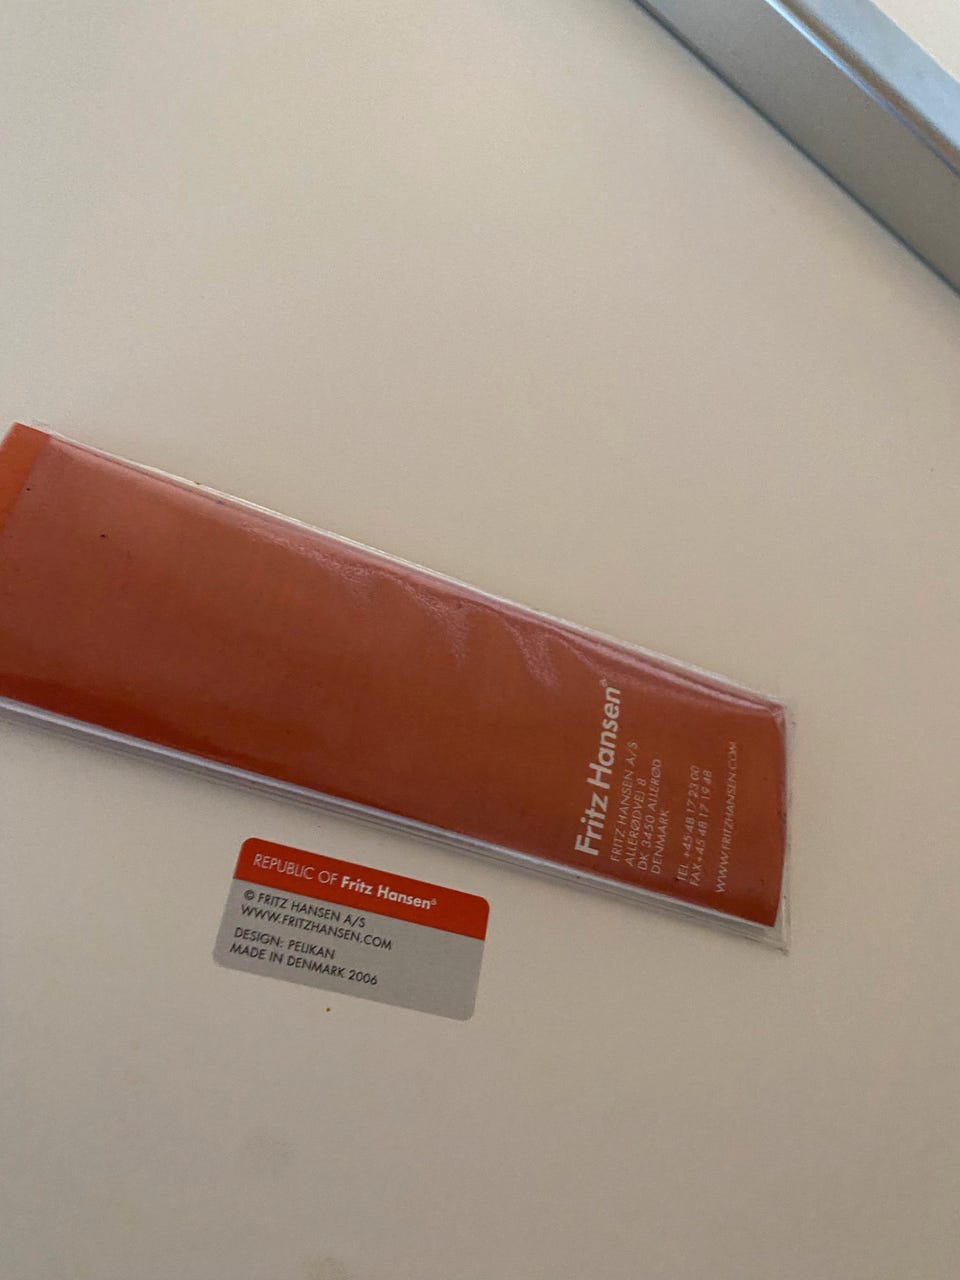 Fritz Hansen
FRITZ HANSEN A/S
ALLERØDVEJ 8
DK 3450 ALLERØD
DENMARK
TEL +45 48 17 23 00
FAX +45 48 17 19 48
WWW.FRITZHANSEN.COM
REPUBLIC OF Fritz Hansen
© FRITZ HANSEN A/S
WWW.FRITZHANSEN.COM
DESIGN: PELIKAN
MADE IN DENMARK 2006